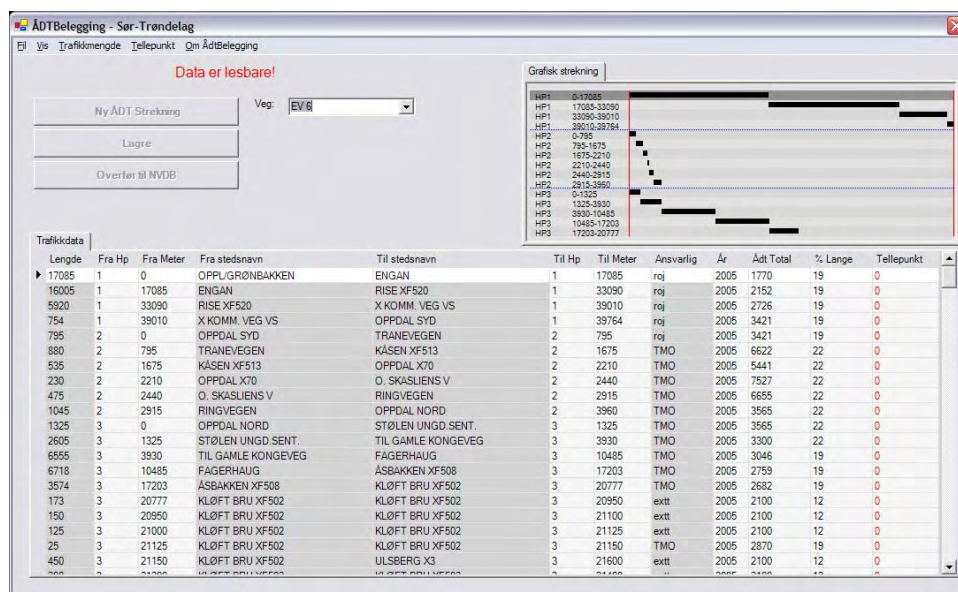 ÅDTBelegging - Sør-Trøndelag
Fil Vis Trafikkmengde Tellepunkt Om ÅdtBelegging
Data er lesbare!
Ny ÅDT Strekning
Lagre
Overfør til NVDB
Veg: EV 6
Grafisk strekning
HP1 0-17085
HP1 17085-33090
HP1 33090-39010
HP1 39010-39764
HP2 0-795
HP2 795-1675
HP2 1675-2210
HP2 2210-2440
HP2 2440-2915
HP2 2915-3960
HP3 0-1325
HP3 1325-3930
HP3 3930-10485
HP3 10485-17203
HP3 17203-20777
Trafikkdata
Lengde Fra Hp Fra Meter Fra stedsnavn Til stedsnavn Til Hp Til Meter Ansvarlig År Ådt Total % Lange Tellepunkt
17085 1 0 OPPL/GRØNBAKKEN ENGAN 1 17085 roj 2005 1770 19 0
16005 1 17085 ENGAN RISE XF520 1 33090 roj 2005 2152 19 0
5920 1 33090 RISE XF520 X KOMM. VEG VS 1 39010 roj 2005 2726 19 0
754 1 39010 X KOMM. VEG VS OPPDAL SYD 1 39764 roj 2005 3421 19 0
795 2 0 OPPDAL SYD TRANEVEGEN 2 795 roj 2005 3421 19 0
880 2 795 TRANEVEGEN KÅSEN XF513 2 1675 TMO 2005 6622 22 0
535 2 1675 KÅSEN XF513 OPPDAL X70 2 2210 TMO 2005 5441 22 0
230 2 2210 OPPDAL X70 O. SKASLIENS V 2 2440 TMO 2005 7527 22 0
475 2 2440 O. SKASLIENS V RINGVEGEN 2 2915 TMO 2005 6655 22 0
1045 2 2915 RINGVEGEN OPPDAL NORD 2 3960 TMO 2005 3565 22 0
1325 3 0 OPPDAL NORD STØLEN UNGD.SENT. 3 1325 TMO 2005 3565 22 0
2605 3 1325 STØLEN UNGD.SENT. TIL GAMLE KONGEVEG 3 3930 TMO 2005 3300 22 0
6555 3 3930 TIL GAMLE KONGEVEG FAGERHAUG 3 10485 TMO 2005 3046 19 0
6718 3 10485 FAGERHAUG ÅSBAKKEN XF508 3 17203 TMO 2005 2759 19 0
3574 3 17203 ÅSBAKKEN XF508 KLØFT BRU XF502 3 20777 TMO 2005 2682 19 0
173 3 20777 KLØFT BRU XF502 KLØFT BRU XF502 3 20950 extt 2005 2100 12 0
150 3 20950 KLØFT BRU XF502 KLØFT BRU XF502 3 21100 extt 2005 2100 12 0
125 3 21000 KLØFT BRU XF502 KLØFT BRU XF502 3 21125 extt 2005 2100 12 0
25 3 21125 KLØFT BRU XF502 KLØFT BRU XF502 3 21150 TMO 2005 2870 19 0
450 3 21150 KLØFT BRU XF502 ULSBERG X3 3 21600 extt 2005 2100 12 0